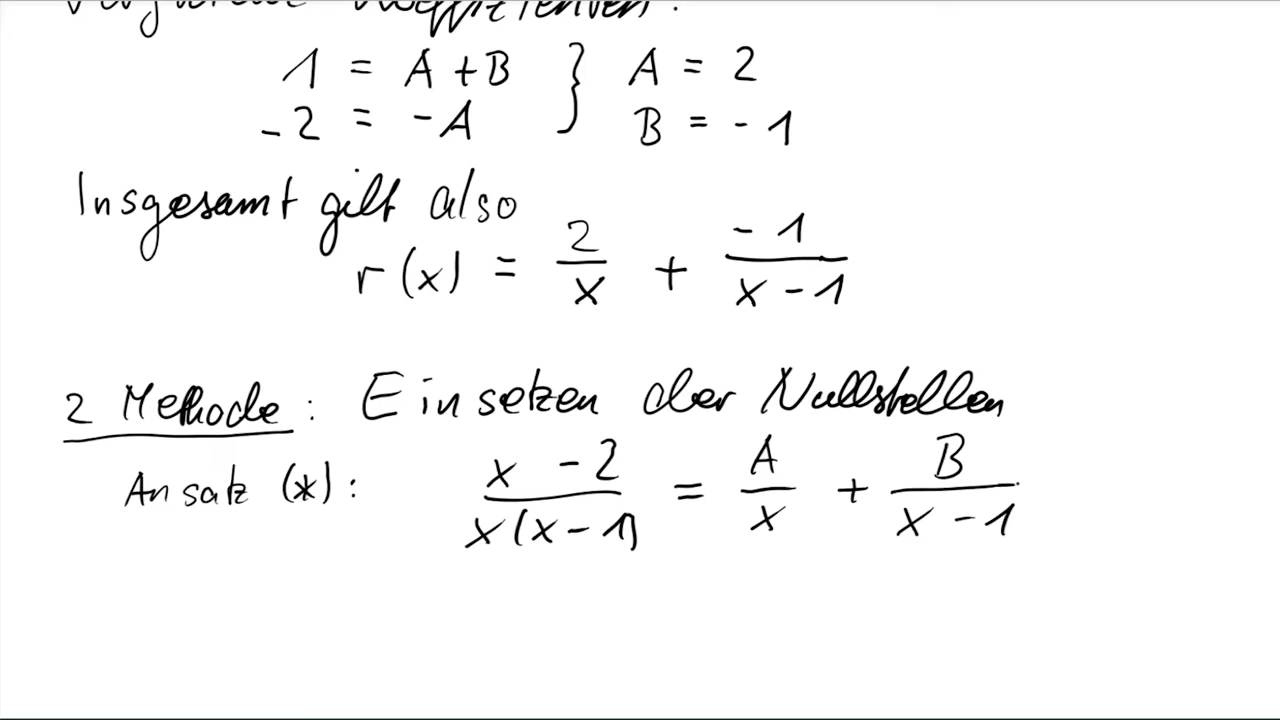 1 = A + B } A = 2
-2 = -A B = -1
Insgesamt gilt also
r(x) = 2/x + -1/(x-1)
2 Methode: Einsetzen der Nullstellen
Ansatz (*): x - 2/x(x-1) = A/x + B/(x-1)